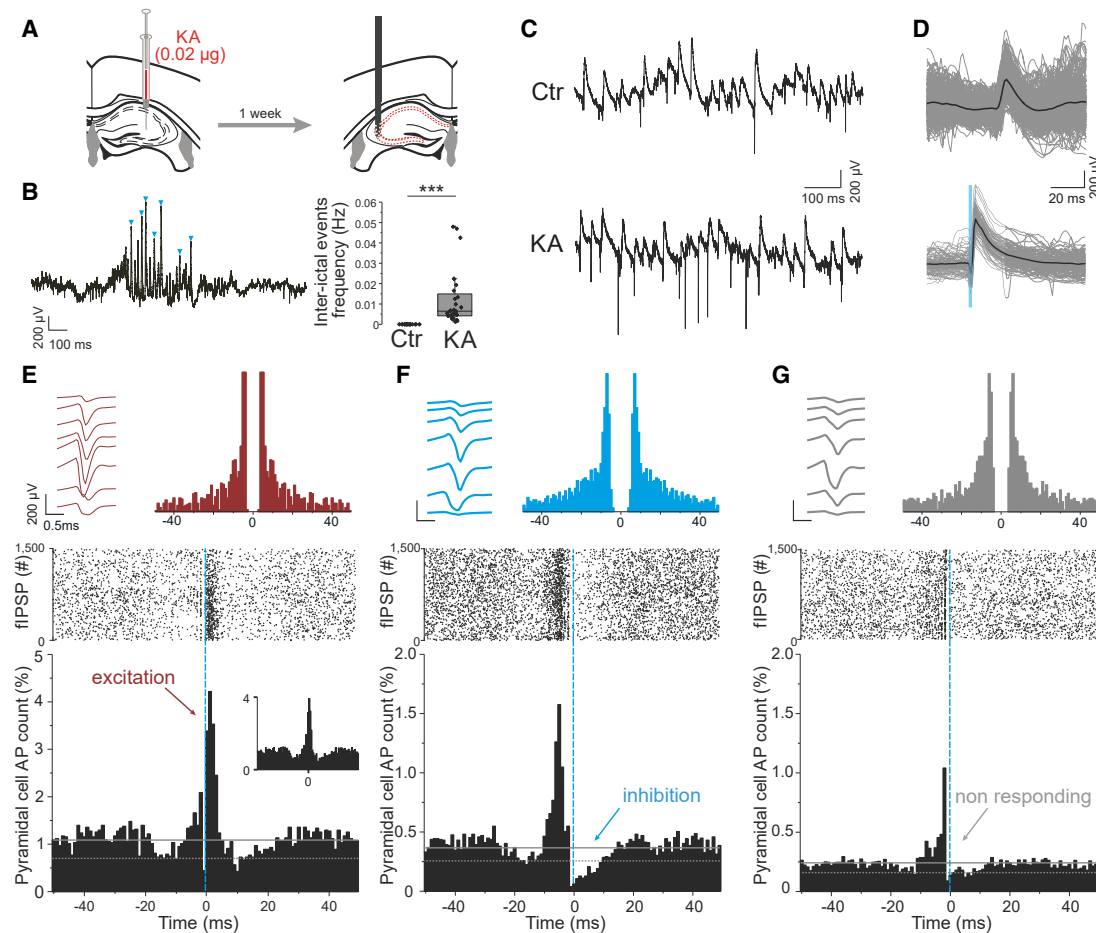 A
KA
(0.02 µg)
1 week
B
200 µV
100 ms
***
Inter-ictal events
frequency (Hz)
0.06
0.05
0.04
0.03
0.02
0.01
0
Ctr
KA
C
Ctr
KA
100 ms
200 µV
D
20 ms
200 µV
E
200 µV
0.5ms
-40
0
40
fIPSP (#)
1,500
0
Pyramidal cell AP count (%)
5
4
3
2
1
0
excitation
4
0
0
-40
-20
0
20
40
Time (ms)
F
-40
0
40
fIPSP (#)
1,500
0
Pyramidal cell AP count (%)
2.0
1.5
1.0
0.5
0
inhibition
-40
-20
0
20
40
Time (ms)
G
-40
0
40
fIPSP (#)
1,500
0
Pyramidal cell AP count (%)
2.0
1.5
1.0
0.5
0
non responding
-40
-20
0
20
40
Time (ms)